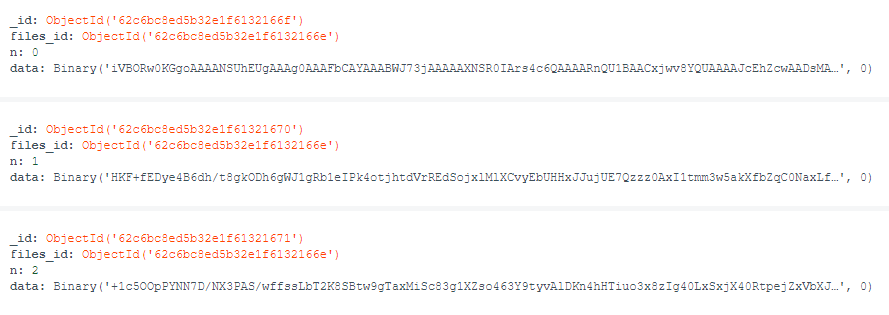 _id: ObjectId('62c6bc8ed5b32e1f6132166f')
files_id: ObjectId('62c6bc8ed5b32e1f6132166e')
n: 0
data: Binary('iVBORw0KGgoAAAANSUhEUgAAAg0AAAFbCAYAAABWJ73jAAAAAXNSR0IArs4c6QAAAARnQU1BAACxjwv8YQUAAAAJcEhZcwAADsMA…', 0)
_id: ObjectId('62c6bc8ed5b32e1f61321670')
files_id: ObjectId('62c6bc8ed5b32e1f6132166e')
n: 1
data: Binary('HKF+fEDye4B6dh/t8gkODh6gWJ1gRb1eIPk4otjhtdVrREdSojx1M1XCvyEbUHHxJJujUE7Qzzz0AxI1tmm3w5akXfbZqC0NaxLf…', 0)
_id: ObjectId('62c6bc8ed5b32e1f61321671')
files_id: ObjectId('62c6bc8ed5b32e1f6132166e')
n: 2
data: Binary('+1c5OOpPYNN7D/NX3PAS/wffssLbT2K8SBtw9gTaxMiSc83g1XZso463Y9tyvAlDKn4hHTiuo3x8zIg40LxSxjX40RtpejZxVbXJ…', 0)